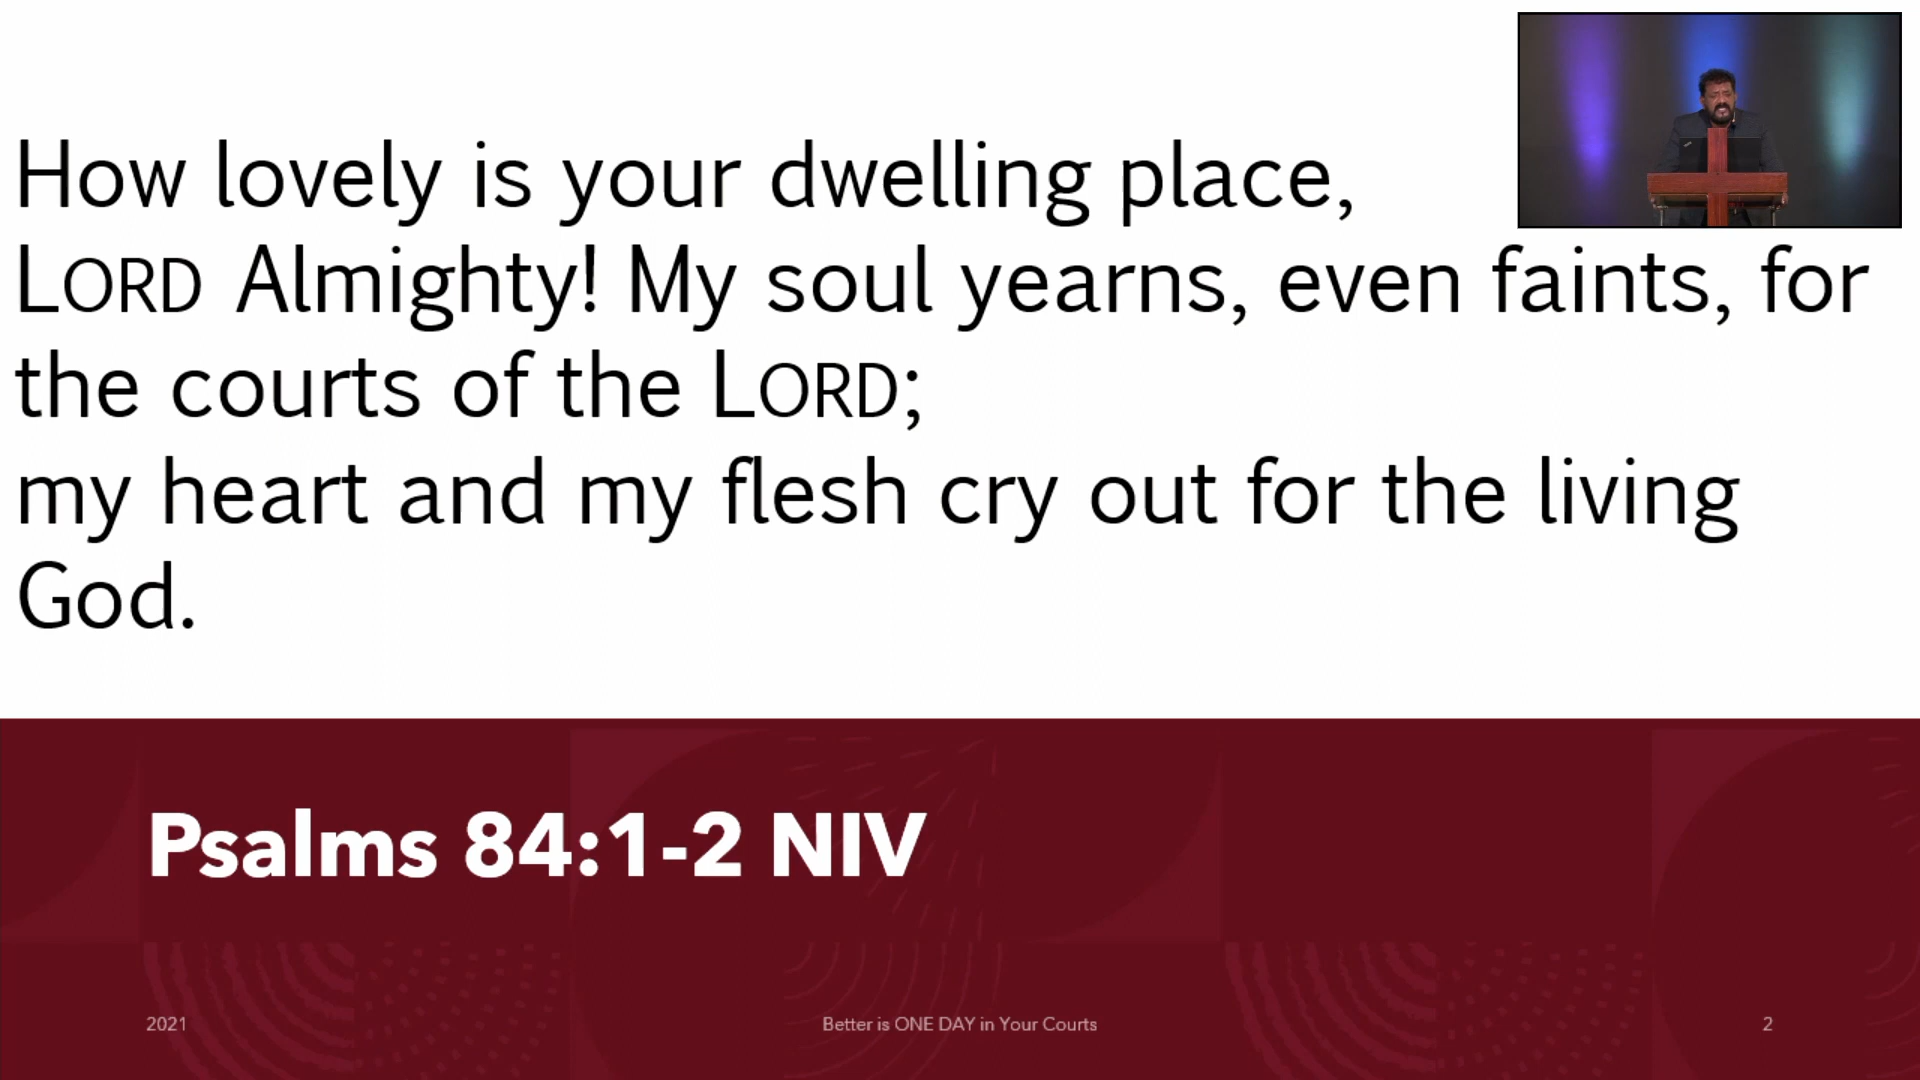 How lovely is your dwelling place,
LORD Almighty! My soul yearns, even faints, for
the courts of the LORD;
my heart and my flesh cry out for the living
God.
Psalms 84:1-2 NIV
2021
Better is ONE DAY in Your Courts
2